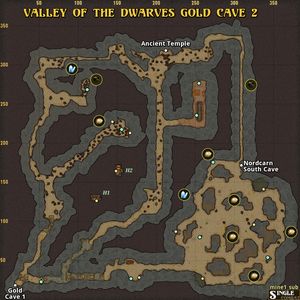 50 100 150 200 250 300
VALLEY OF THE DWARVES GOLD CAVE 2
350
Ancient Temple
300
250
200
Nordcarn
South Cave
H2
150
H1
100
50
Gold
Cave 1
mine1 sub
SINGLE